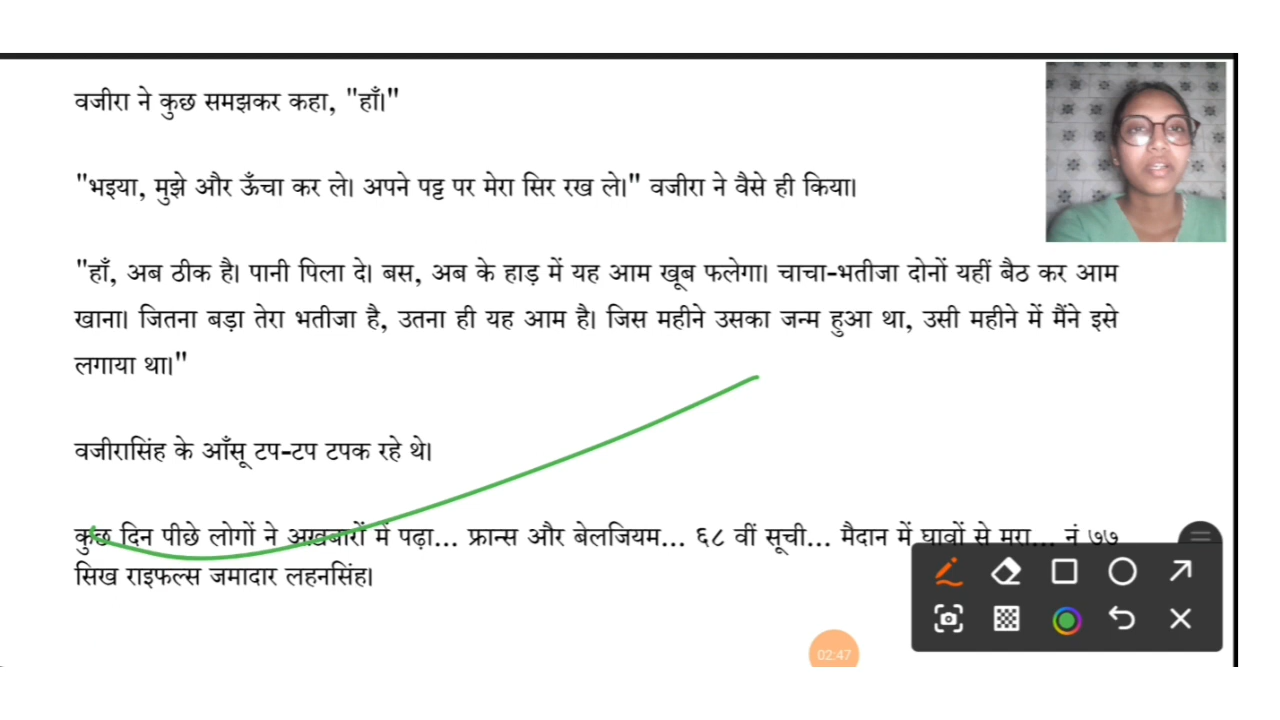 वजीरा ने कुछ समझकर कहा, "हाँ।"
"भइया, मुझे और ऊँचा कर ले। अपने पट्ट पर मेरा सिर रख ले।" वजीरा ने वैसे ही किया।
"हाँ, अब ठीक है। पानी पिला दे। बस, अब के हाड़ में यह आम खूब फलेगा। चाचा-भतीजा दोनों यहीं बैठ कर आम
खाना। जितना बड़ा तेरा भतीजा है, उतना ही यह आम है। जिस महीने उसका जन्म हुआ था, उसी महीने में मैंने इसे
लगाया था।"
वजीरासिंह के आँसू टप-टप टपक रहे थे।
कुछ दिन पीछे लोगों ने अख़बारों में पढ़ा... फ्रान्स और बेलजियम... ६८ वीं सूची... मैदान में घावों से मरा... नं ७७
सिख राइफल्स जमादार लहनसिंह।
02:47